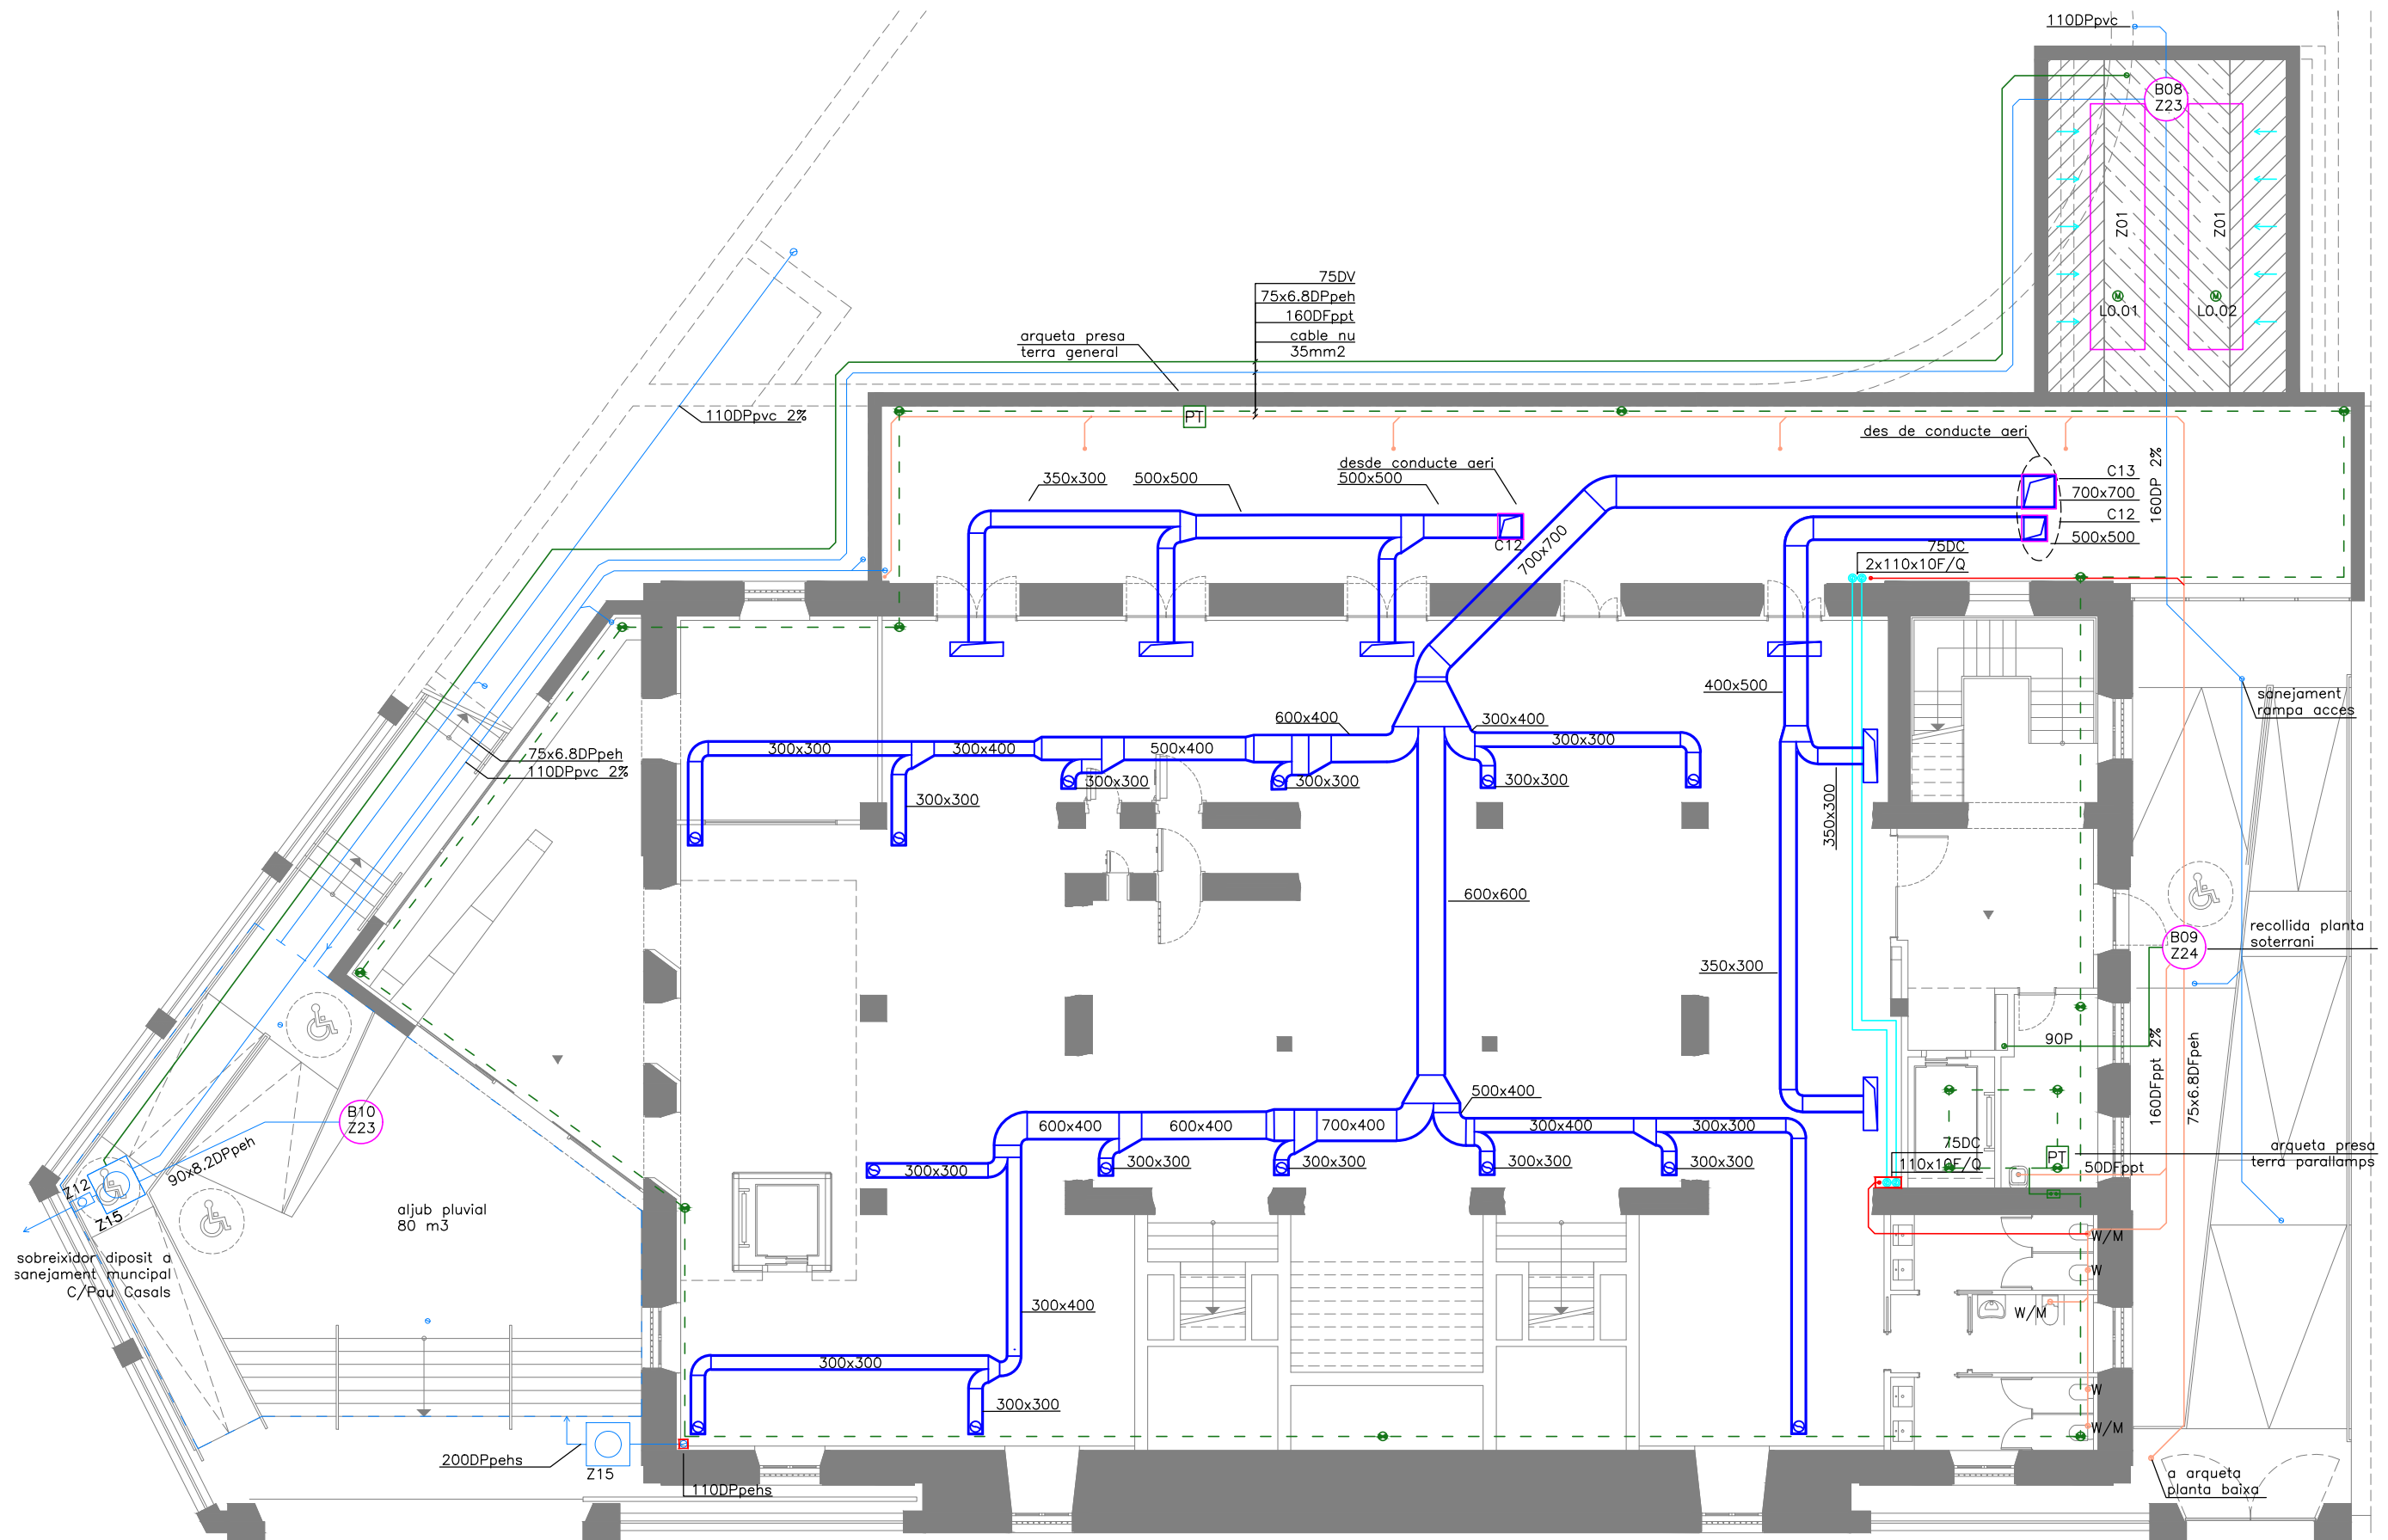 110DPpvc
B08
Z23
Z01
Z01
L0.01
L0.02
75DV
75x6.8DPpeh
160DFppt
cable nu
35mm2
arqueta presa
terra general
110DPpvc 2%
PT
des de conducte aeri
desde conducte aeri
500x500
350x300
500x500
C13
700x700
C12
500x500
160DP 2%
C12
700x700
75DC
2x110x10F/Q
400x500
sanejament
rampa acces
600x400
300x400
75x6.8DPpeh
110DPpvc 2%
300x300
300x400
500x400
300x300
300x300
300x300
300x300
300x300
350x300
600x600
B09
Z24
recollida planta
soterrani
350x300
90P
160DFppt 2%
75x6.8DFpeh
500x400
B10
Z23
90x8.2DPpeh
600x400
600x400
700x400
300x400
300x300
75DC
110x10F/Q
PT
arqueta presa
terra parallamps
50DFppt
300x300
300x300
300x300
300x300
300x300
Z12
Z15
aljub pluvial
80 m3
sobreixidor diposit a
sanejament muncipal
C/Pau Casals
W/M
W
W/M
300x400
300x300
300x300
W
W/M
200DPpehs
Z15
110DPpehs
a arqueta
planta baixa